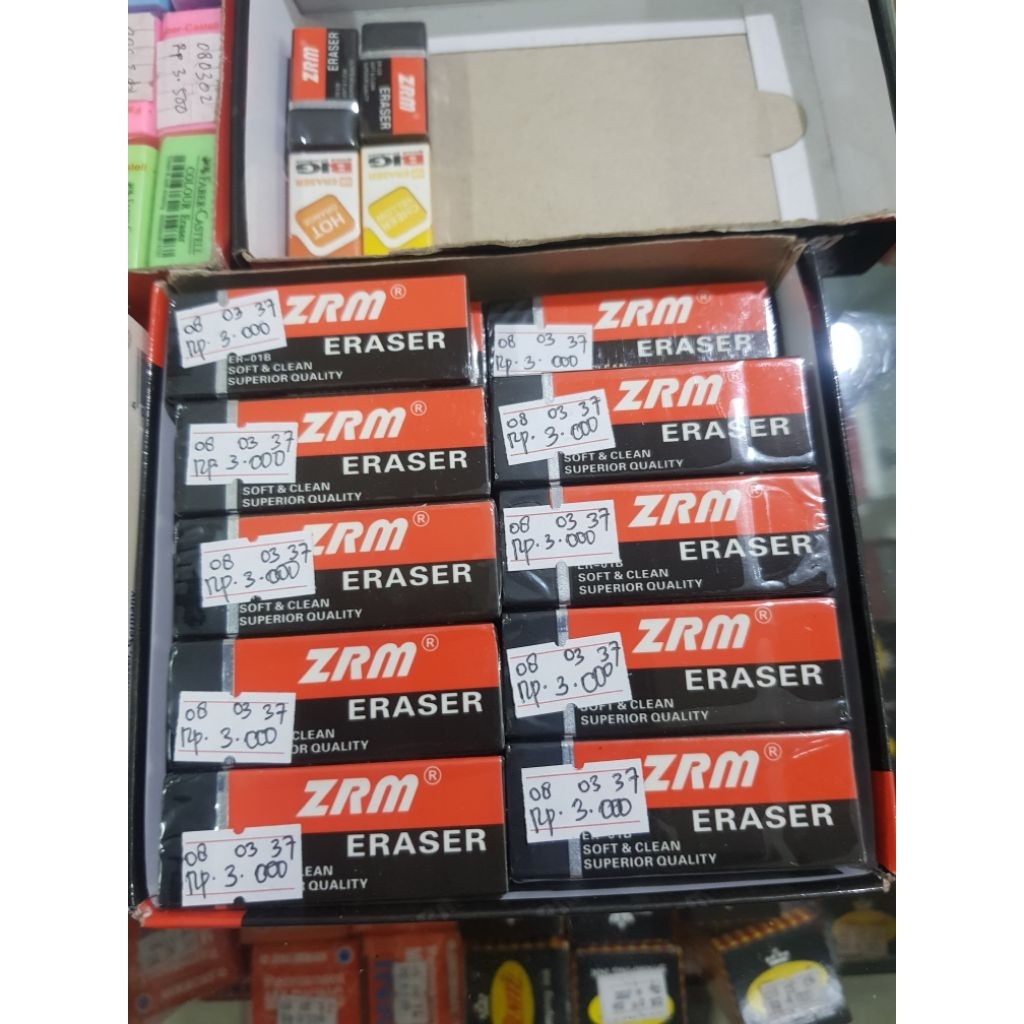 080302
Rp 3.500
FABER-CASTELL
COLOUR Eraser
ZRM
ERASER
ZRM
ERASER
BIG
ERASER
HOT
ORANGE
BIG
ERASER
ZRM®
ERASER
08 03 37
Rp. 3.000
ER-01B
SOFT & CLEAN
SUPERIOR QUALITY
ZRM®
ERASER
08 03 37
Rp. 3.000
ZRM®
ERASER
08 03 37
Rp. 3.000
SOFT & CLEAN
SUPERIOR QUALITY
ZRM®
ERASER
08 03 37
Rp. 3.000
SOFT & CLEAN
SUPERIOR QUALITY
ZRM®
ERASER
08 03 37
Rp. 3.000
SOFT & CLEAN
SUPERIOR QUALITY
ZRM®
ERASER
08 03 37
Rp. 3.000
ER-01B
SOFT & CLEAN
SUPERIOR QUALITY
ZRM®
ERASER
08 03 37
Rp. 3.000
CLEAN
OR QUALITY
ZRM®
ERASER
08 03 37
Rp. 3.000
SOFT & CLEAN
SUPERIOR QUALITY
ZRM®
ERASER
08 03 37
Rp. 3.000
LEAN
QUALITY
ZRM®
ERASER
08 03 37
Rp. 3.000
ER-01B
SOFT & CLEAN
SUPERIOR QUALITY